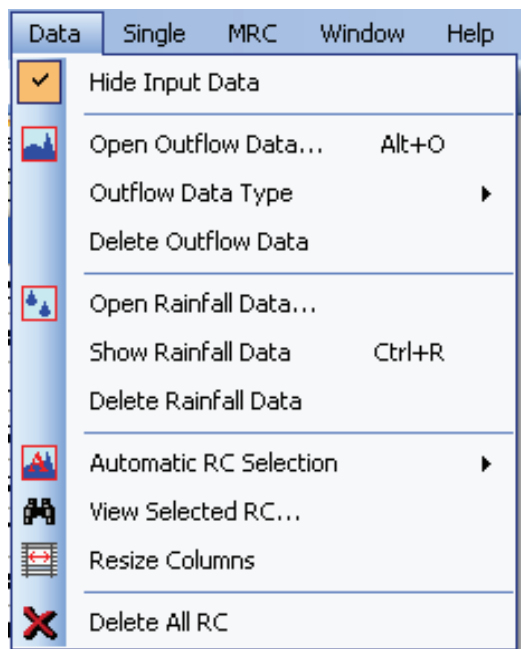 Data Single MRC Window Help
Hide Input Data
Open Outflow Data... Alt+O
Outflow Data Type
Delete Outflow Data
Open Rainfall Data...
Show Rainfall Data Ctrl+R
Delete Rainfall Data
Automatic RC Selection
View Selected RC...
Resize Columns
Delete All RC